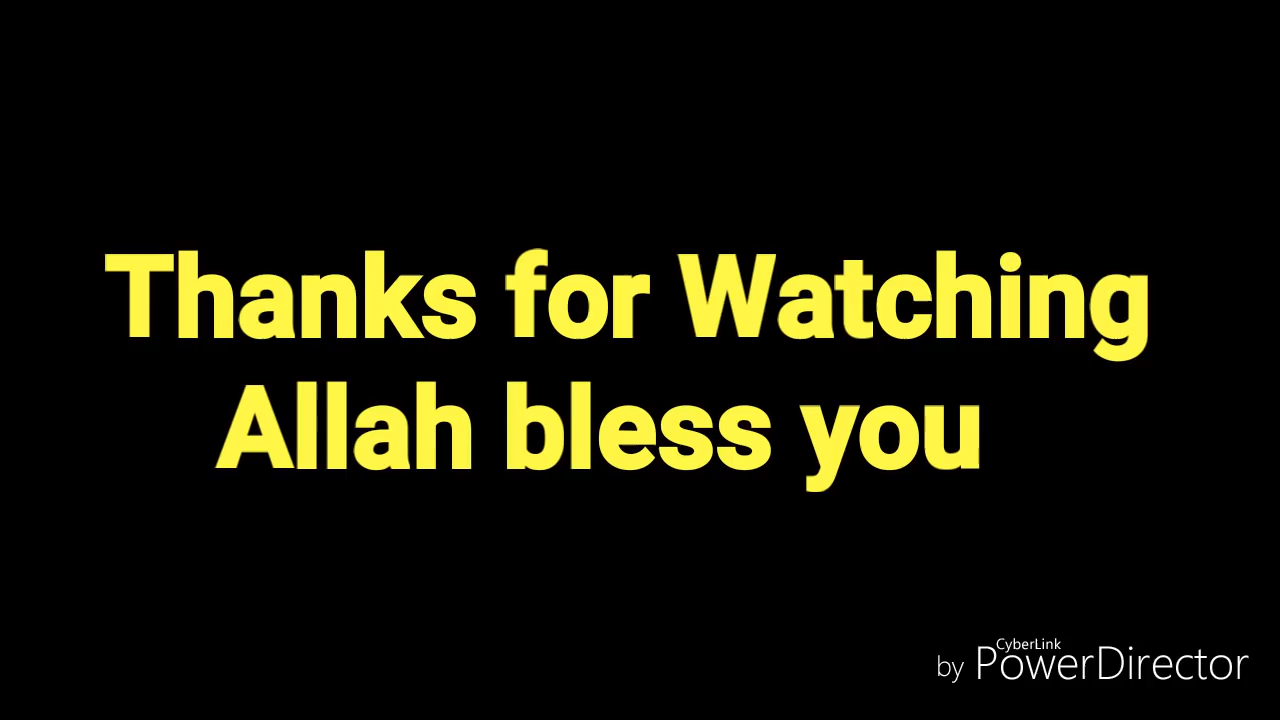 Thanks for Watching
Allah bless you
CyberLink
by PowerDirector